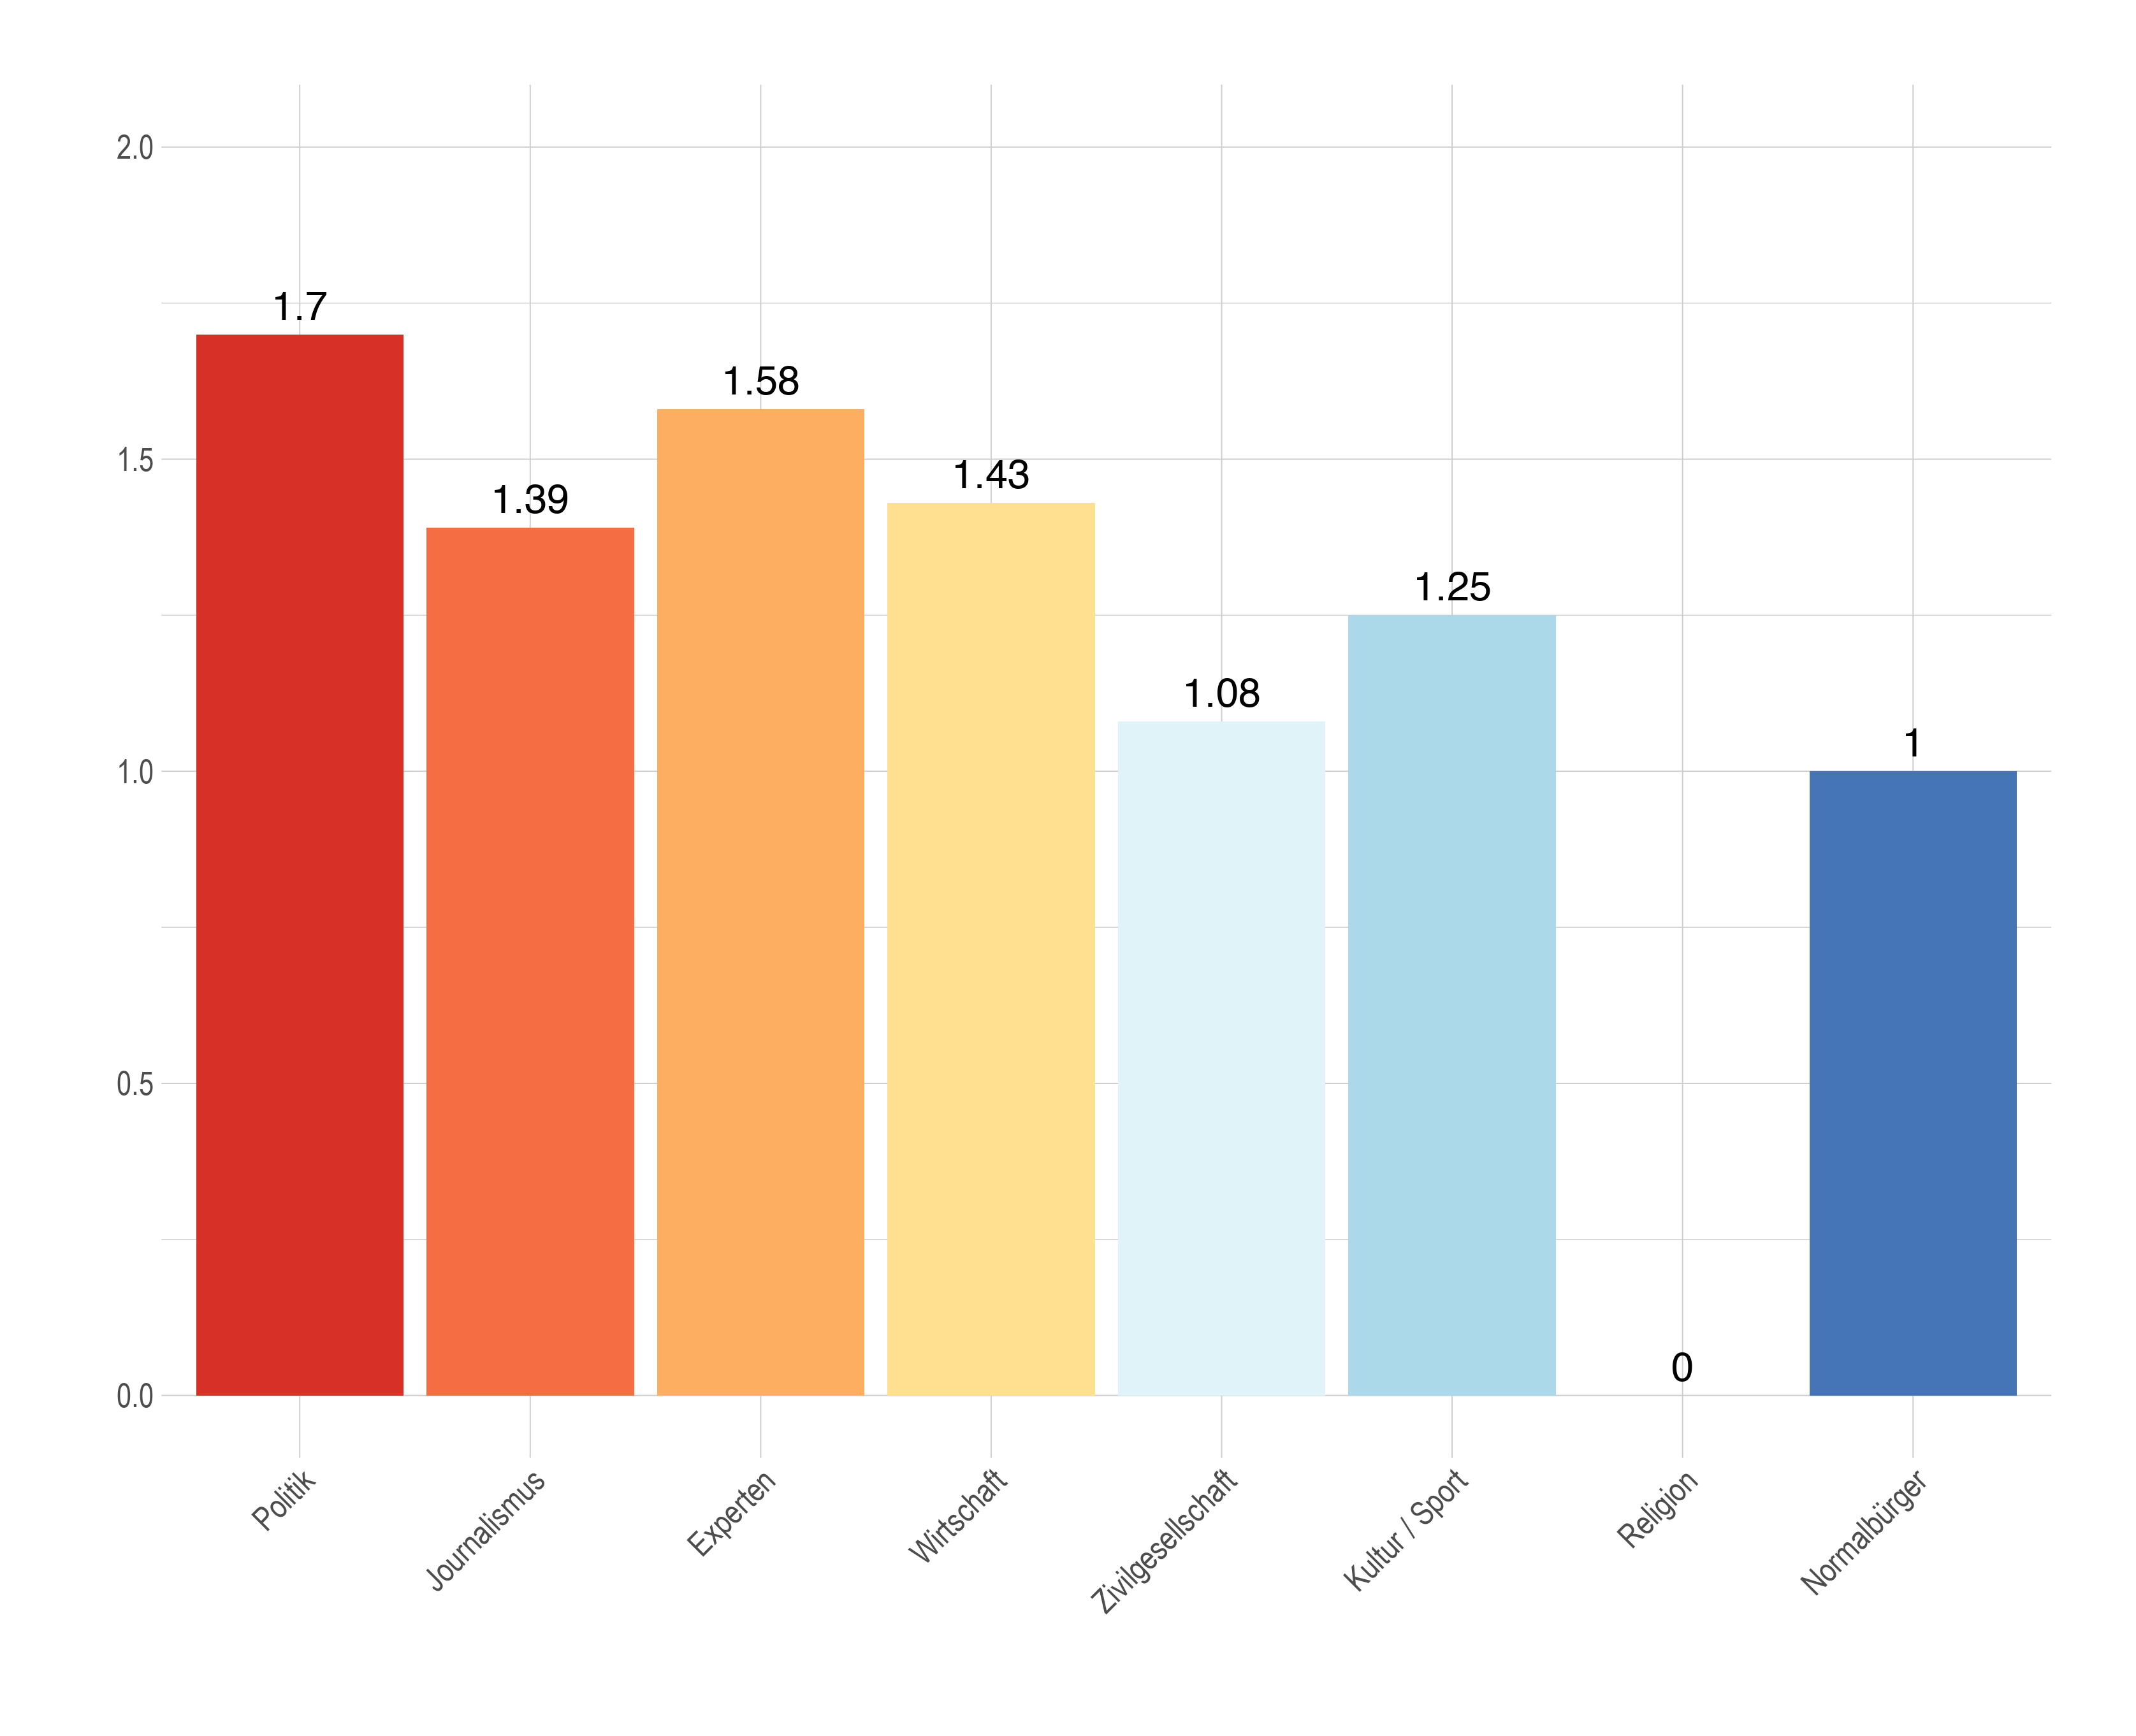 2.0
1.5
1.0
0.5
0.0
1.7
1.39
1.58
1.43
1.08
1.25
0
1
Politik
Journalismus
Experten
Wirtschaft
Zivilgesellschaft
Kultur / Sport
Religion
Normalbürger